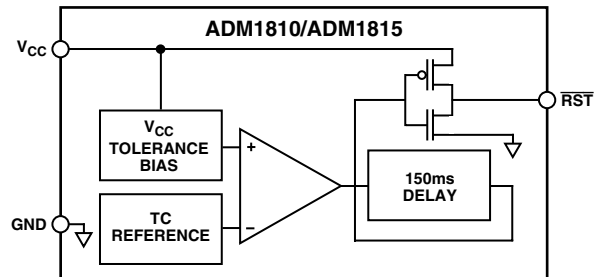 ADM1810/ADM1815
VCC
RST
VCC
TOLERANCE
BIAS
+
150ms
DELAY
GND
TC
REFERENCE
–